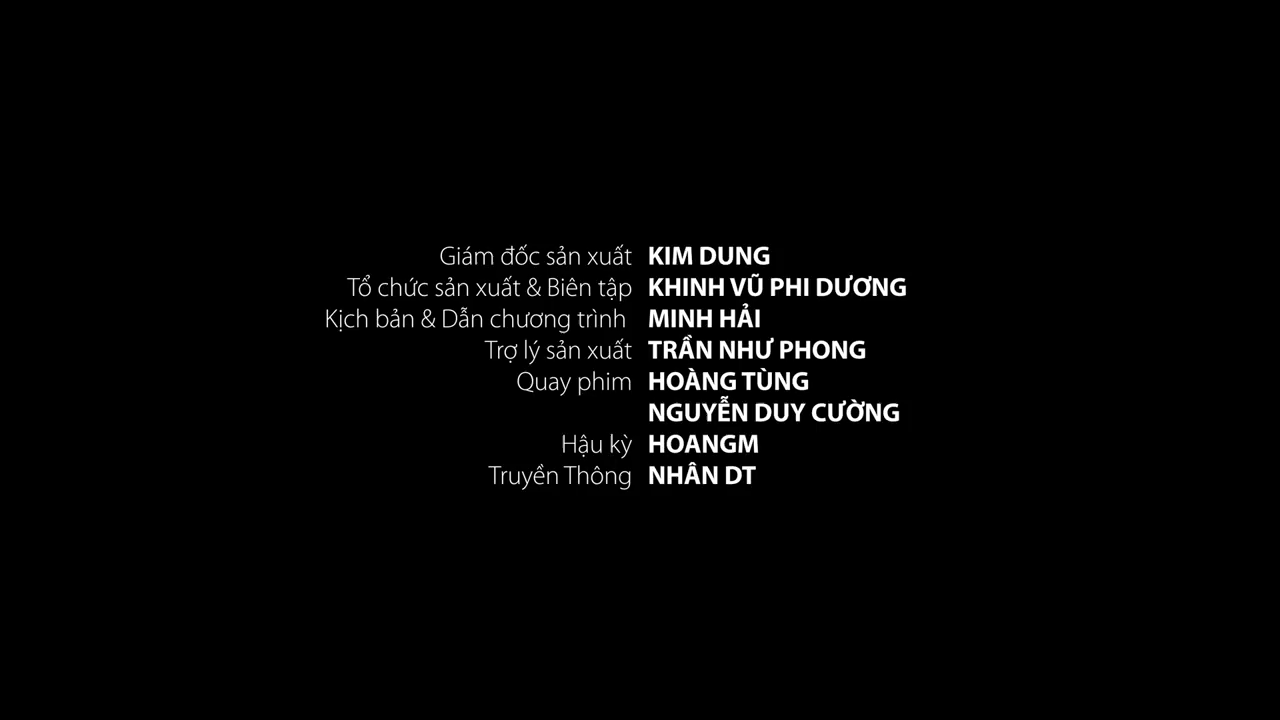 Giám đốc sản xuất KIM DUNG
Tổ chức sản xuất & Biên tập KHINH VŨ PHI DƯƠNG
Kịch bản & Dẫn chương trình MINH HẢI
Trợ lý sản xuất TRẦN NHƯ PHONG
Quay phim HOÀNG TÙNG
NGUYỄN DUY CƯỜNG
Hậu kỳ HOANGM
Truyền Thông NHÂN DT